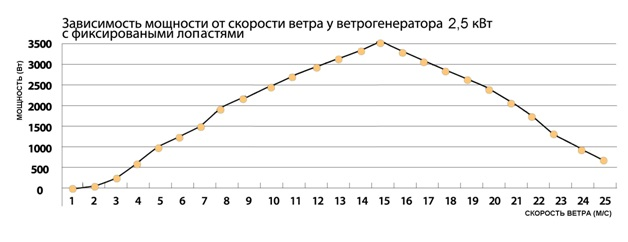 Зависимость мощности от скорости ветра у ветрогенератора 2,5 кВт
с фиксироваными лопастями
МОЩНОСТЬ (Вт)
3500
3000
2500
2000
1500
1000
500
0
1 2 3 4 5 6 7 8 9 10 11 12 13 14 15 16 17 18 19 20 21 22 23 24 25
СКОРОСТЬ ВЕТРА (М/С)